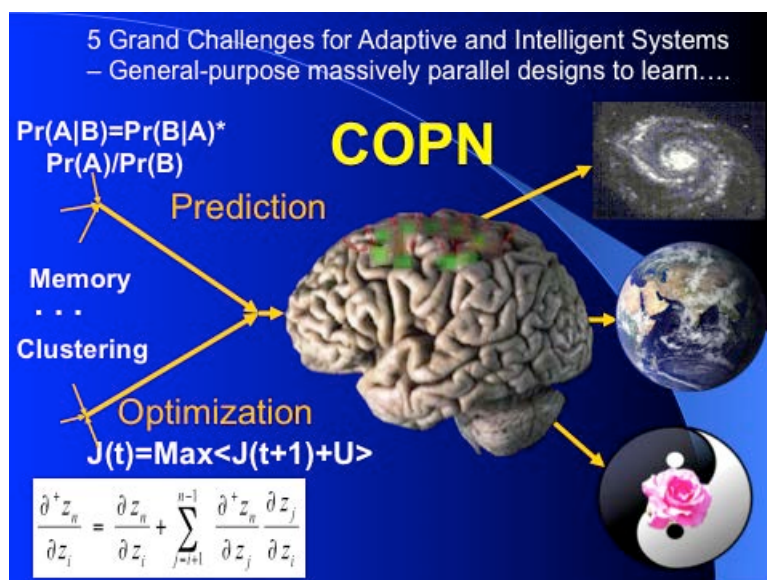 5 Grand Challenges for Adaptive and Intelligent Systems
– General-purpose massively parallel designs to learn….
Pr(A|B)=Pr(B|A)*
Pr(A)/Pr(B)
COPN
Prediction
Memory
. . .
Clustering
Optimization
J(t)=Max<J(t+1)+U>
∂⁺zₙ/∂zᵢ = ∂zₙ/∂zᵢ + ∑_{j=i+1}^{n−1} ∂⁺zₙ/∂zⱼ ∂zⱼ/∂zᵢ